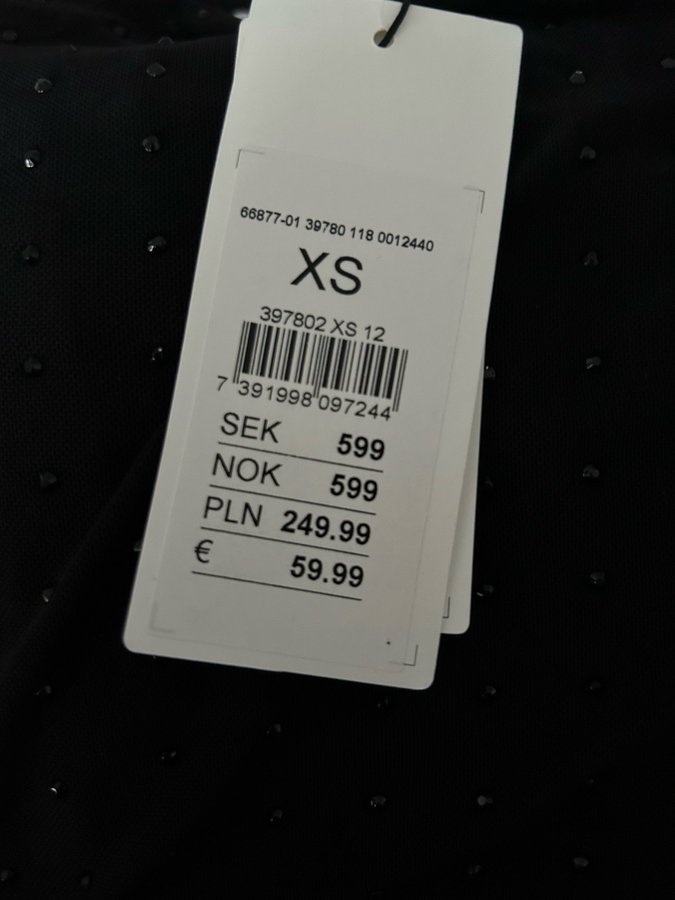 66877-01 39780 118 0012440
XS
397802 XS 12
7 391998 097244
SEK 599
NOK 599
PLN 249.99
€ 59.99